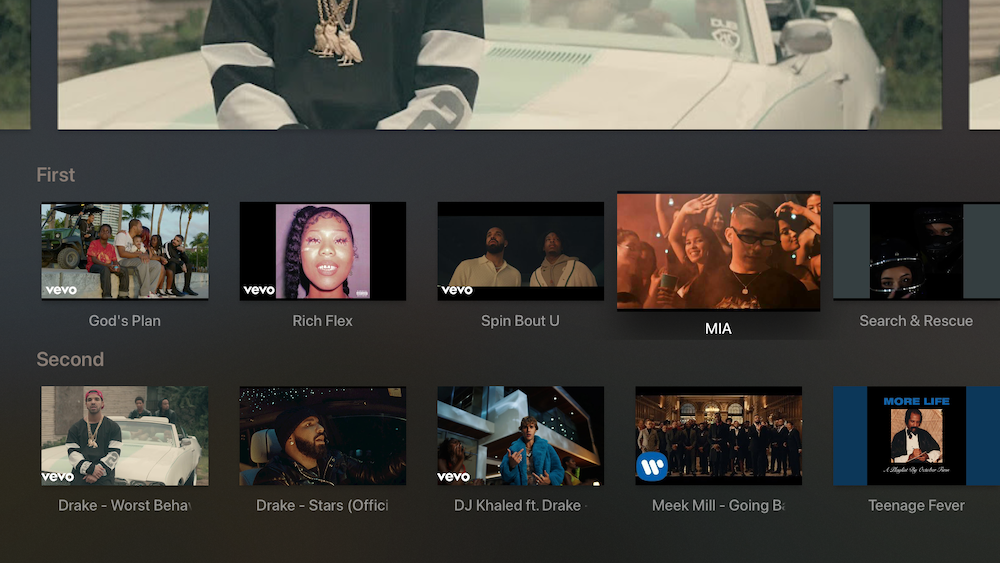 First
vevo
vevo
vevo
God's Plan
Rich Flex
Spin Bout U
MIA
Search & Rescue
Second
MORE LIFE
A Playlist By October Firm
vevo
vevo
Drake - Worst Beha
Drake - Stars (Offici
DJ Khaled ft. Drake
Meek Mill - Going Ba
Teenage Fever